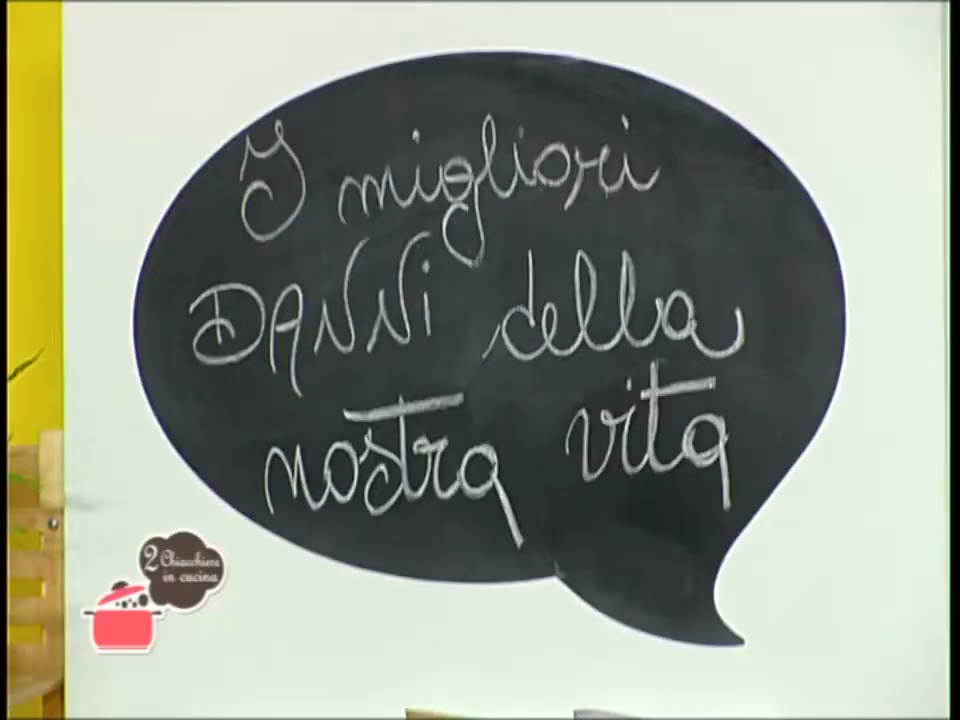 I migliori
DANNi della
nostra vita
2 Chiacchiere
in cucina